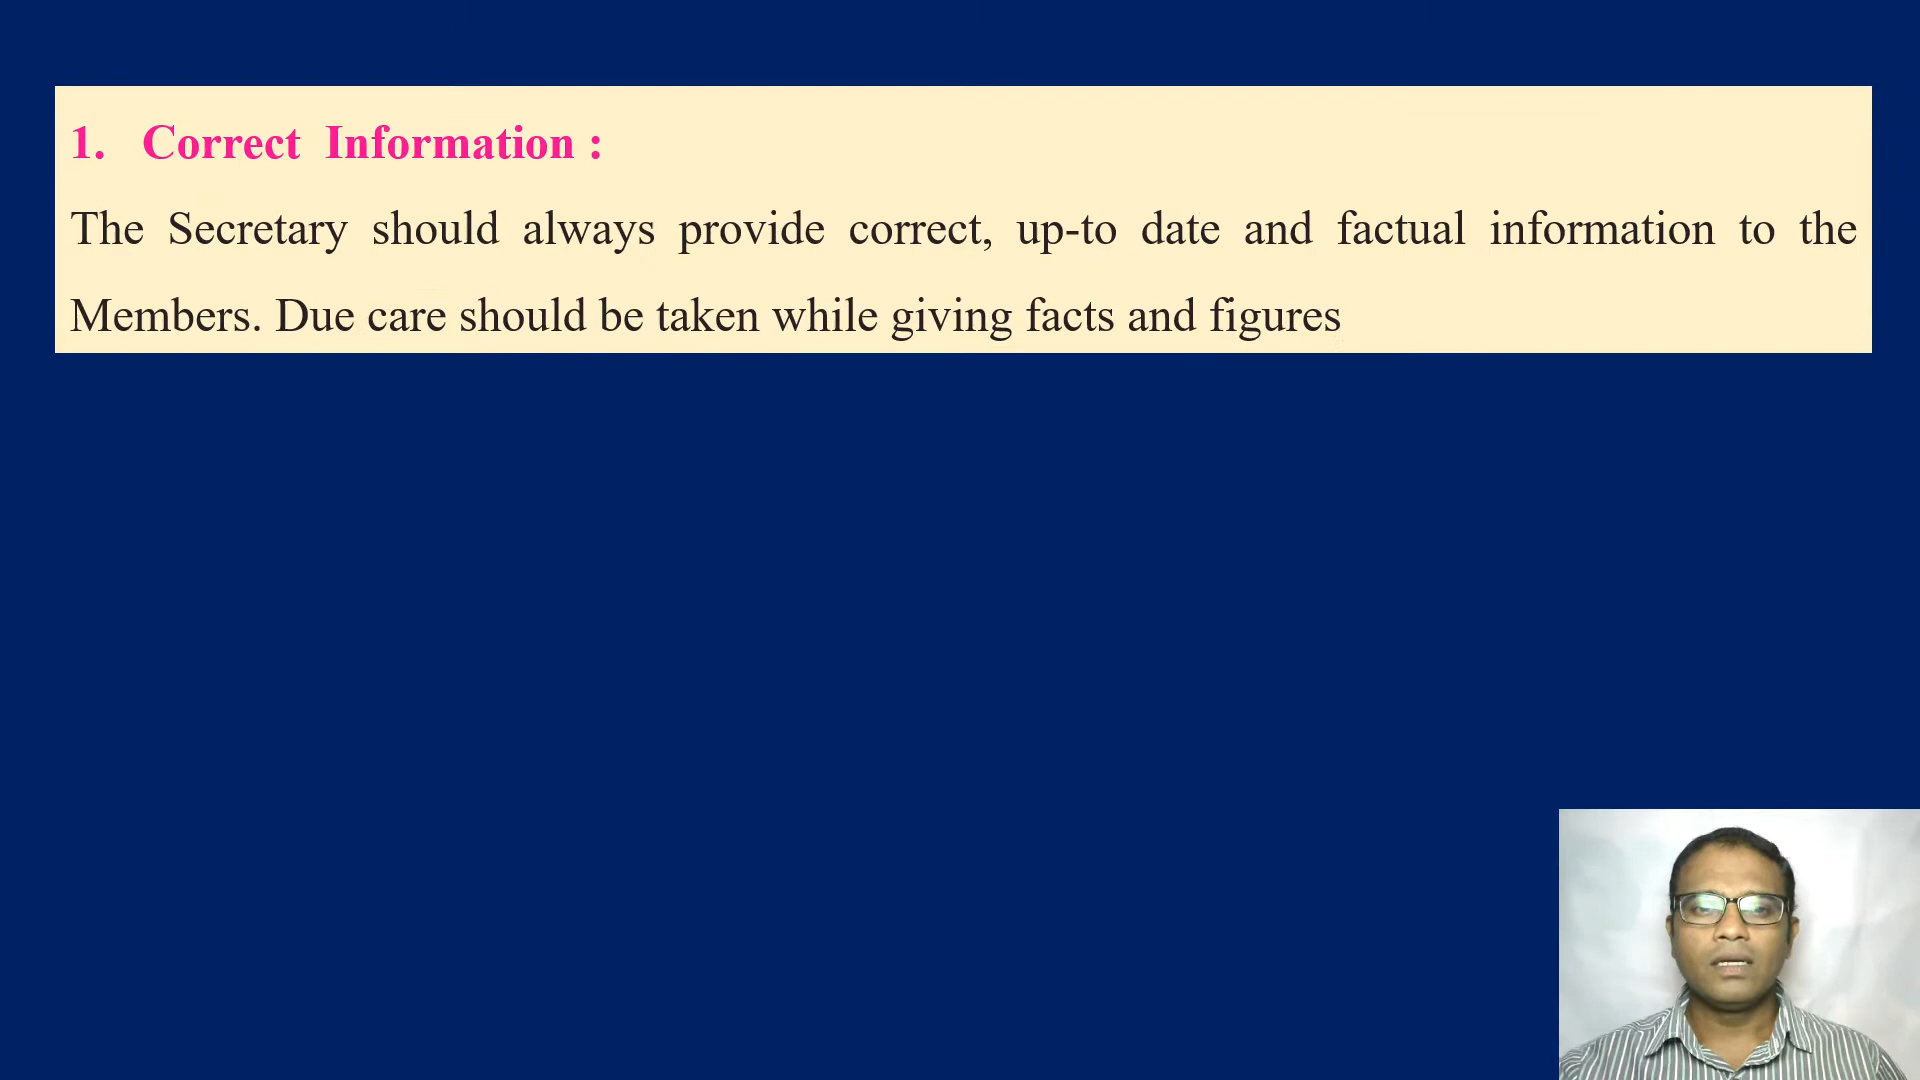 1. Correct Information :
The Secretary should always provide correct, up-to date and factual information to the
Members. Due care should be taken while giving facts and figures